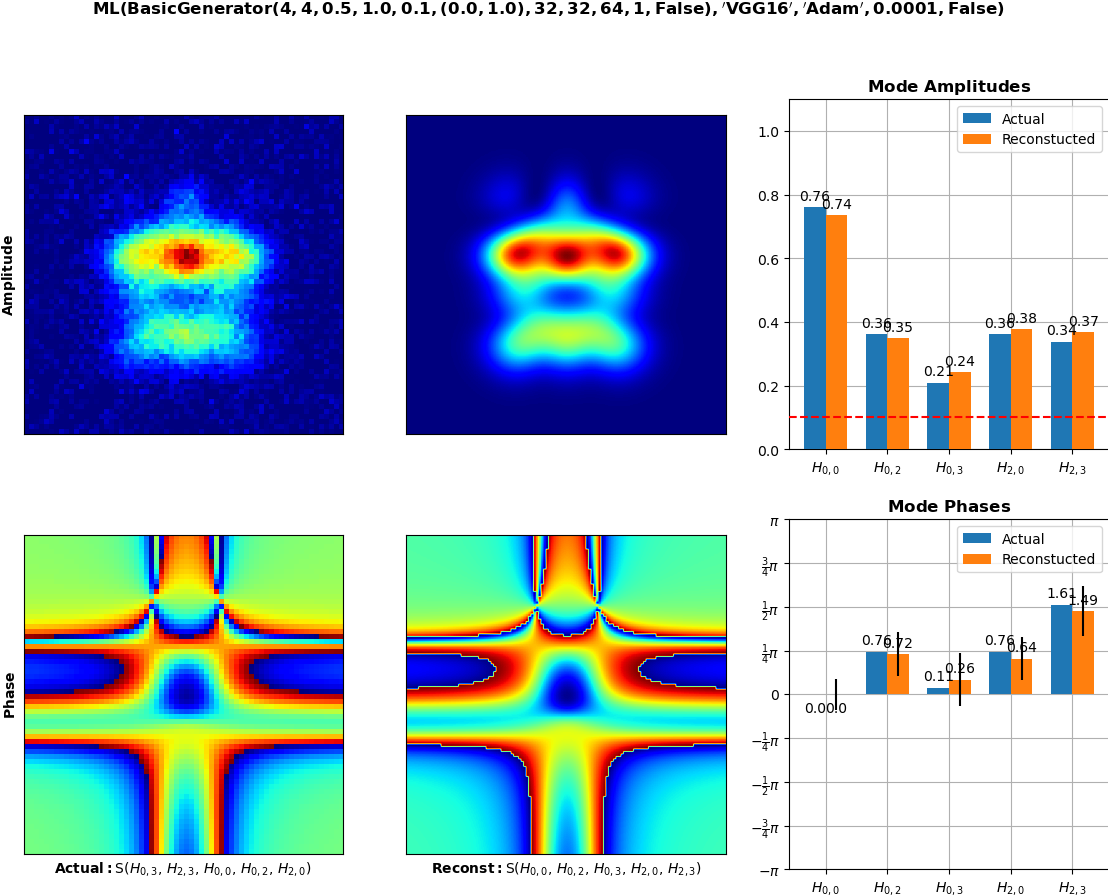 ML(BasicGenerator(4, 4, 0.5, 1.0, 0.1, (0.0, 1.0), 32, 32, 64, 1, False), 'VGG16', 'Adam', 0.0001, False)
Amplitude
Mode Amplitudes
Actual
Reconstucted
1.0
0.8
0.6
0.4
0.2
0.0
0.76
0.74
0.36
0.35
0.21
0.24
0.36
0.38
0.34
0.37
H0,0
H0,2
H0,3
H2,0
H2,3
Phase
Actual: S(H0,3, H2,3, H0,0, H0,2, H2,0)
Reconst: S(H0,0, H0,2, H0,3, H2,0, H2,3)
Mode Phases
Actual
Reconstucted
π
3/4π
1/2π
1/4π
0
−1/4π
−1/2π
−3/4π
−π
0.76
0.72
0.11
0.26
0.76
0.64
1.61
1.49
H0,0
H0,2
H0,3
H2,0
H2,3